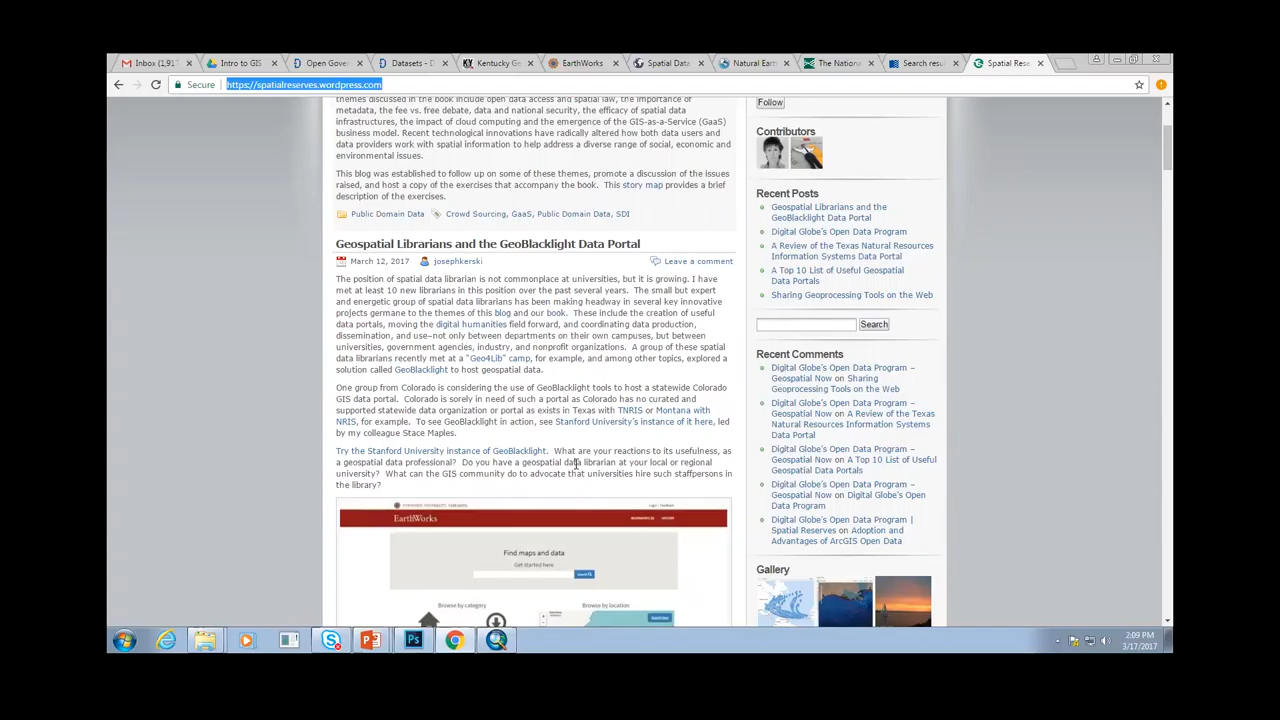 Inbox (1,917
Intro to GIS
Open Gover
Datasets - D
Kentucky Ge
EarthWorks
Spatial Data
Natural Eart
The National
Search resul
Spatial Rese
Secure
https://spatialreserves.wordpress.com
themes discussed in the book include open data access and spatial law, the importance of
metadata, the fee vs. free debate, data and national security, the efficacy of spatial data
infrastructures, the impact of cloud computing and the emergence of the GIS-as-a-Service (GaaS)
business model. Recent technological innovations have radically altered how both data users and
data providers work with spatial information to help address a diverse range of social, economic and
environmental issues.
This blog was established to follow up on some of these themes, promote a discussion of the issues
raised, and host a copy of the exercises that accompany the book. This story map provides a brief
description of the exercises.
Public Domain Data
Crowd Sourcing, GaaS, Public Domain Data, SDI
Geospatial Librarians and the GeoBlacklight Data Portal
March 12, 2017
josephkerski
Leave a comment
The position of spatial data librarian is not commonplace at universities, but it is growing. I have
met at least 10 new librarians in this position over the past several years. The small but expert
and energetic group of spatial data librarians has been making headway in several key innovative
projects germane to the themes of this blog and our book. These include the creation of useful
data portals, moving the digital humanities field forward, and coordinating data production,
dissemination, and use–not only between departments on their own campuses, but between
universities, government agencies, industry, and nonprofit organizations. A group of these spatial
data librarians recently met at a "Geo4Lib" camp, for example, and among other topics, explored a
solution called GeoBlacklight to host geospatial data.
One group from Colorado is considering the use of GeoBlacklight tools to host a statewide Colorado
GIS data portal. Colorado is sorely in need of such a portal as Colorado has no curated and
supported statewide data organization or portal as exists in Texas with TNRIS or Montana with
NRIS, for example. To see GeoBlacklight in action, see Stanford University's instance of it here, led
by my colleague Stace Maples.
Try the Stanford University instance of GeoBlacklight. What are your reactions to its usefulness, as
a geospatial data professional? Do you have a geospatial data librarian at your local or regional
university? What can the GIS community do to advocate that universities hire such staffpersons in
the library?
EarthWorks
Find maps and data
Get started here
Search
Browse by category
Browse by location
Follow
Contributors
Recent Posts
Geospatial Librarians and the
GeoBlacklight Data Portal
Digital Globe's Open Data Program
A Review of the Texas Natural Resources
Information Systems Data Portal
A Top 10 List of Useful Geospatial
Data Portals
Sharing Geoprocessing Tools on the Web
Search
Recent Comments
Digital Globe's Open Data Program –
Geospatial Now on Sharing
Geoprocessing Tools on the Web
Digital Globe's Open Data Program –
Geospatial Now on A Review of the Texas
Natural Resources Information Systems
Data Portal
Digital Globe's Open Data Program –
Geospatial Now on A Top 10 List of Useful
Geospatial Data Portals
Digital Globe's Open Data Program –
Geospatial Now on Digital Globe's Open
Data Program
Digital Globe's Open Data Program |
Spatial Reserves on Adoption and
Advantages of ArcGIS Open Data
Gallery
Ps
2:09 PM
3/17/2017